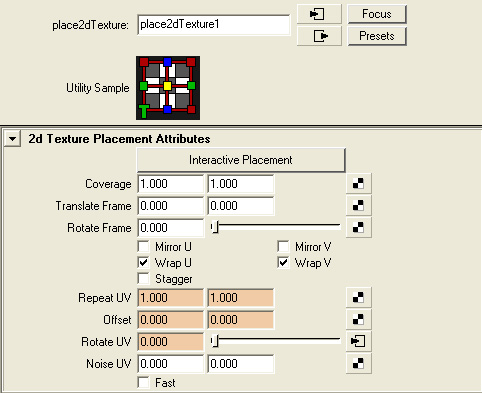 place2dTexture: place2dTexture1
Focus
Presets
Utility Sample
2d Texture Placement Attributes
Interactive Placement
Coverage 1.000 1.000
Translate Frame 0.000 0.000
Rotate Frame 0.000
Mirror U Mirror V
Wrap U Wrap V
Stagger
Repeat UV 1.000 1.000
Offset 0.000 0.000
Rotate UV 0.000
Noise UV 0.000 0.000
Fast